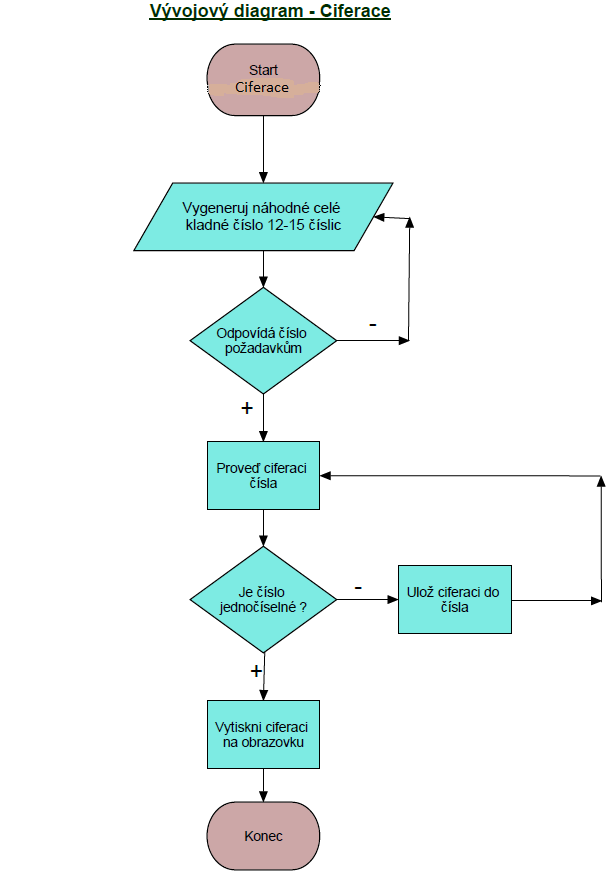 Vývojový diagram - Ciferace
Start
Ciferace
Vygeneruj náhodné celé
kladné číslo 12-15 číslic
Odpovídá číslo
požadavkům
-
+
Proveď ciferaci
čísla
Je číslo
jednočíselné ?
-
Ulož ciferaci do
čísla
+
Vytiskni ciferaci
na obrazovku
Konec